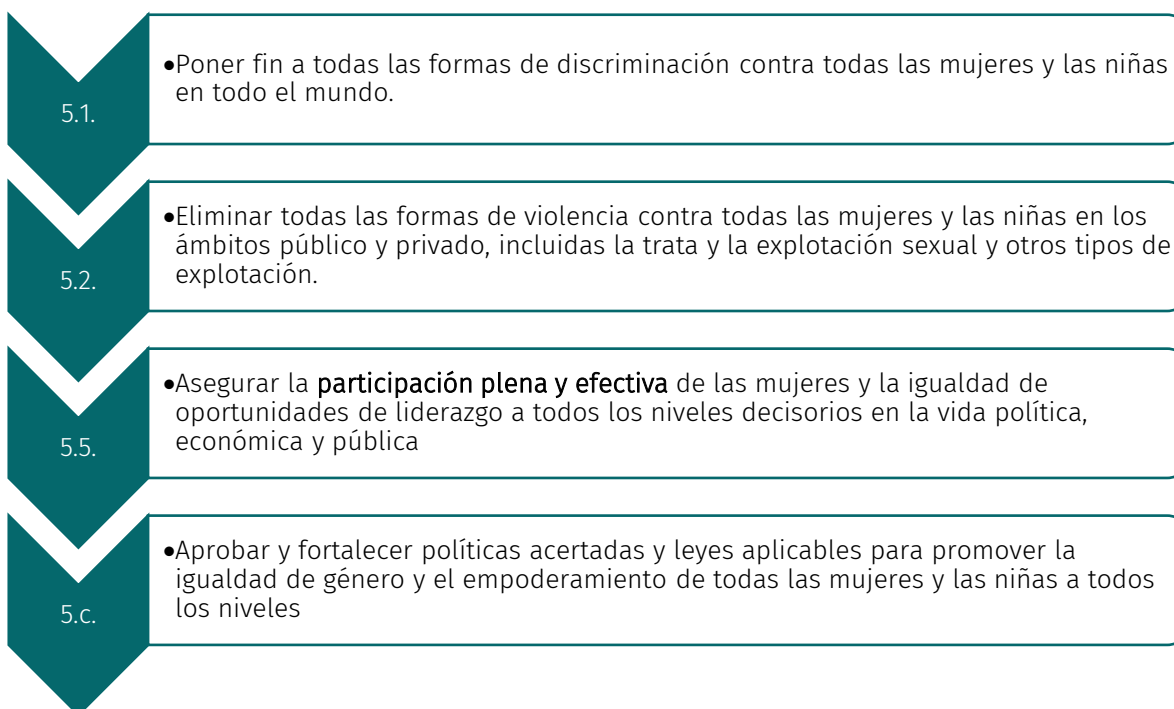 5.1.
•Poner fin a todas las formas de discriminación contra todas las mujeres y las niñas
en todo el mundo.
5.2.
•Eliminar todas las formas de violencia contra todas las mujeres y las niñas en los
ámbitos público y privado, incluidas la trata y la explotación sexual y otros tipos de
explotación.
5.5.
•Asegurar la participación plena y efectiva de las mujeres y la igualdad de
oportunidades de liderazgo a todos los niveles decisorios en la vida política,
económica y pública
5.c.
•Aprobar y fortalecer políticas acertadas y leyes aplicables para promover la
igualdad de género y el empoderamiento de todas las mujeres y las niñas a todos
los niveles